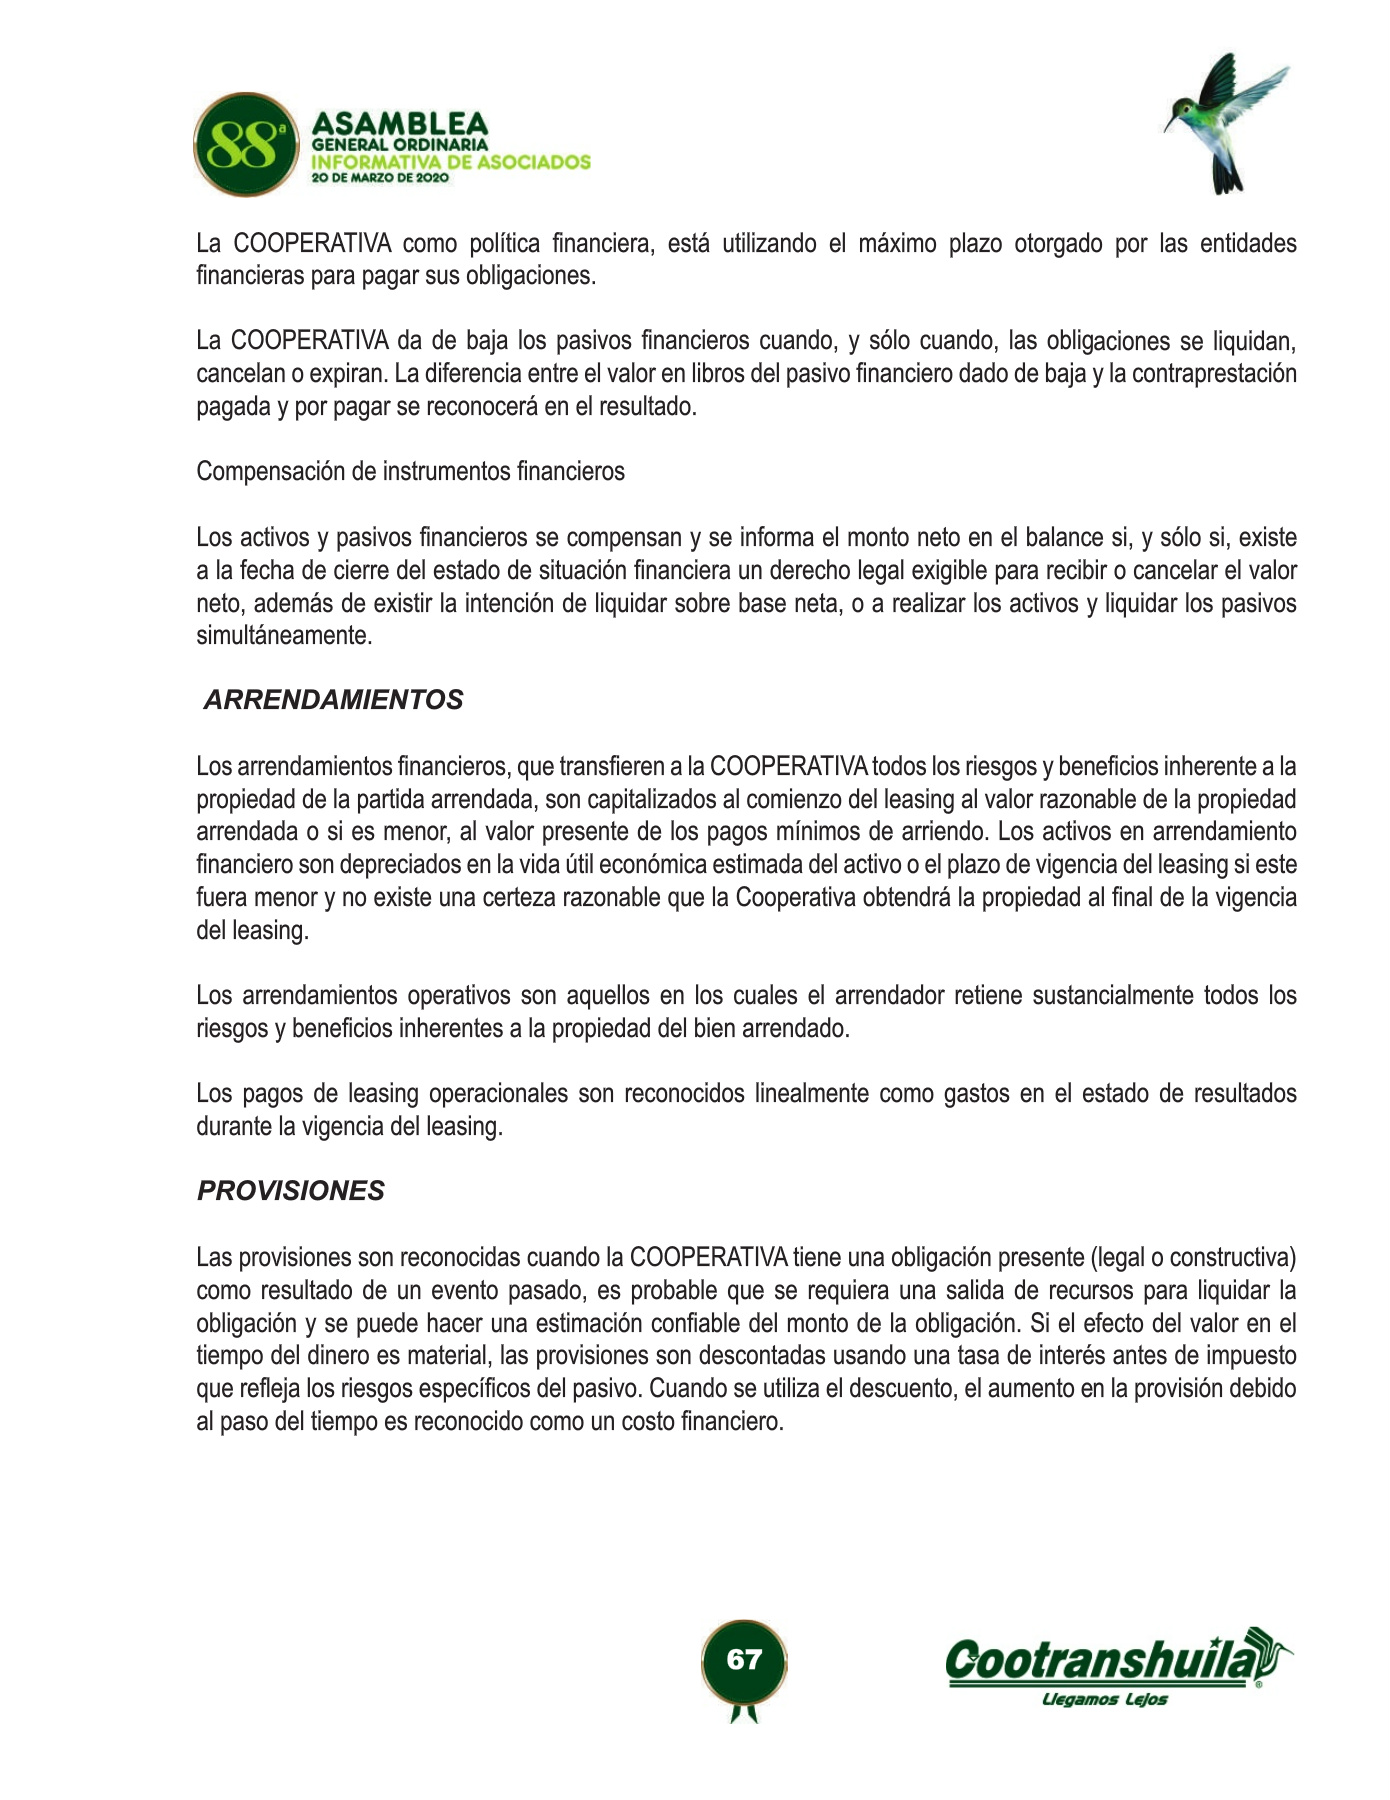 88ª
ASAMBLEA
GENERAL ORDINARIA
INFORMATIVA DE ASOCIADOS
20 DE MARZO DE 2020
La COOPERATIVA como política financiera, está utilizando el máximo plazo otorgado por las entidades
financieras para pagar sus obligaciones.
La COOPERATIVA da de baja los pasivos financieros cuando, y sólo cuando, las obligaciones se liquidan,
cancelan o expiran. La diferencia entre el valor en libros del pasivo financiero dado de baja y la contraprestación
pagada y por pagar se reconocerá en el resultado.
Compensación de instrumentos financieros
Los activos y pasivos financieros se compensan y se informa el monto neto en el balance si, y sólo si, existe
a la fecha de cierre del estado de situación financiera un derecho legal exigible para recibir o cancelar el valor
neto, además de existir la intención de liquidar sobre base neta, o a realizar los activos y liquidar los pasivos
simultáneamente.
ARRENDAMIENTOS
Los arrendamientos financieros, que transfieren a la COOPERATIVA todos los riesgos y beneficios inherente a la
propiedad de la partida arrendada, son capitalizados al comienzo del leasing al valor razonable de la propiedad
arrendada o si es menor, al valor presente de los pagos mínimos de arriendo. Los activos en arrendamiento
financiero son depreciados en la vida útil económica estimada del activo o el plazo de vigencia del leasing si este
fuera menor y no existe una certeza razonable que la Cooperativa obtendrá la propiedad al final de la vigencia
del leasing.
Los arrendamientos operativos son aquellos en los cuales el arrendador retiene sustancialmente todos los
riesgos y beneficios inherentes a la propiedad del bien arrendado.
Los pagos de leasing operacionales son reconocidos linealmente como gastos en el estado de resultados
durante la vigencia del leasing.
PROVISIONES
Las provisiones son reconocidas cuando la COOPERATIVA tiene una obligación presente (legal o constructiva)
como resultado de un evento pasado, es probable que se requiera una salida de recursos para liquidar la
obligación y se puede hacer una estimación confiable del monto de la obligación. Si el efecto del valor en el
tiempo del dinero es material, las provisiones son descontadas usando una tasa de interés antes de impuesto
que refleja los riesgos específicos del pasivo. Cuando se utiliza el descuento, el aumento en la provisión debido
al paso del tiempo es reconocido como un costo financiero.
67
Cootranshuila®
Llegamos Lejos